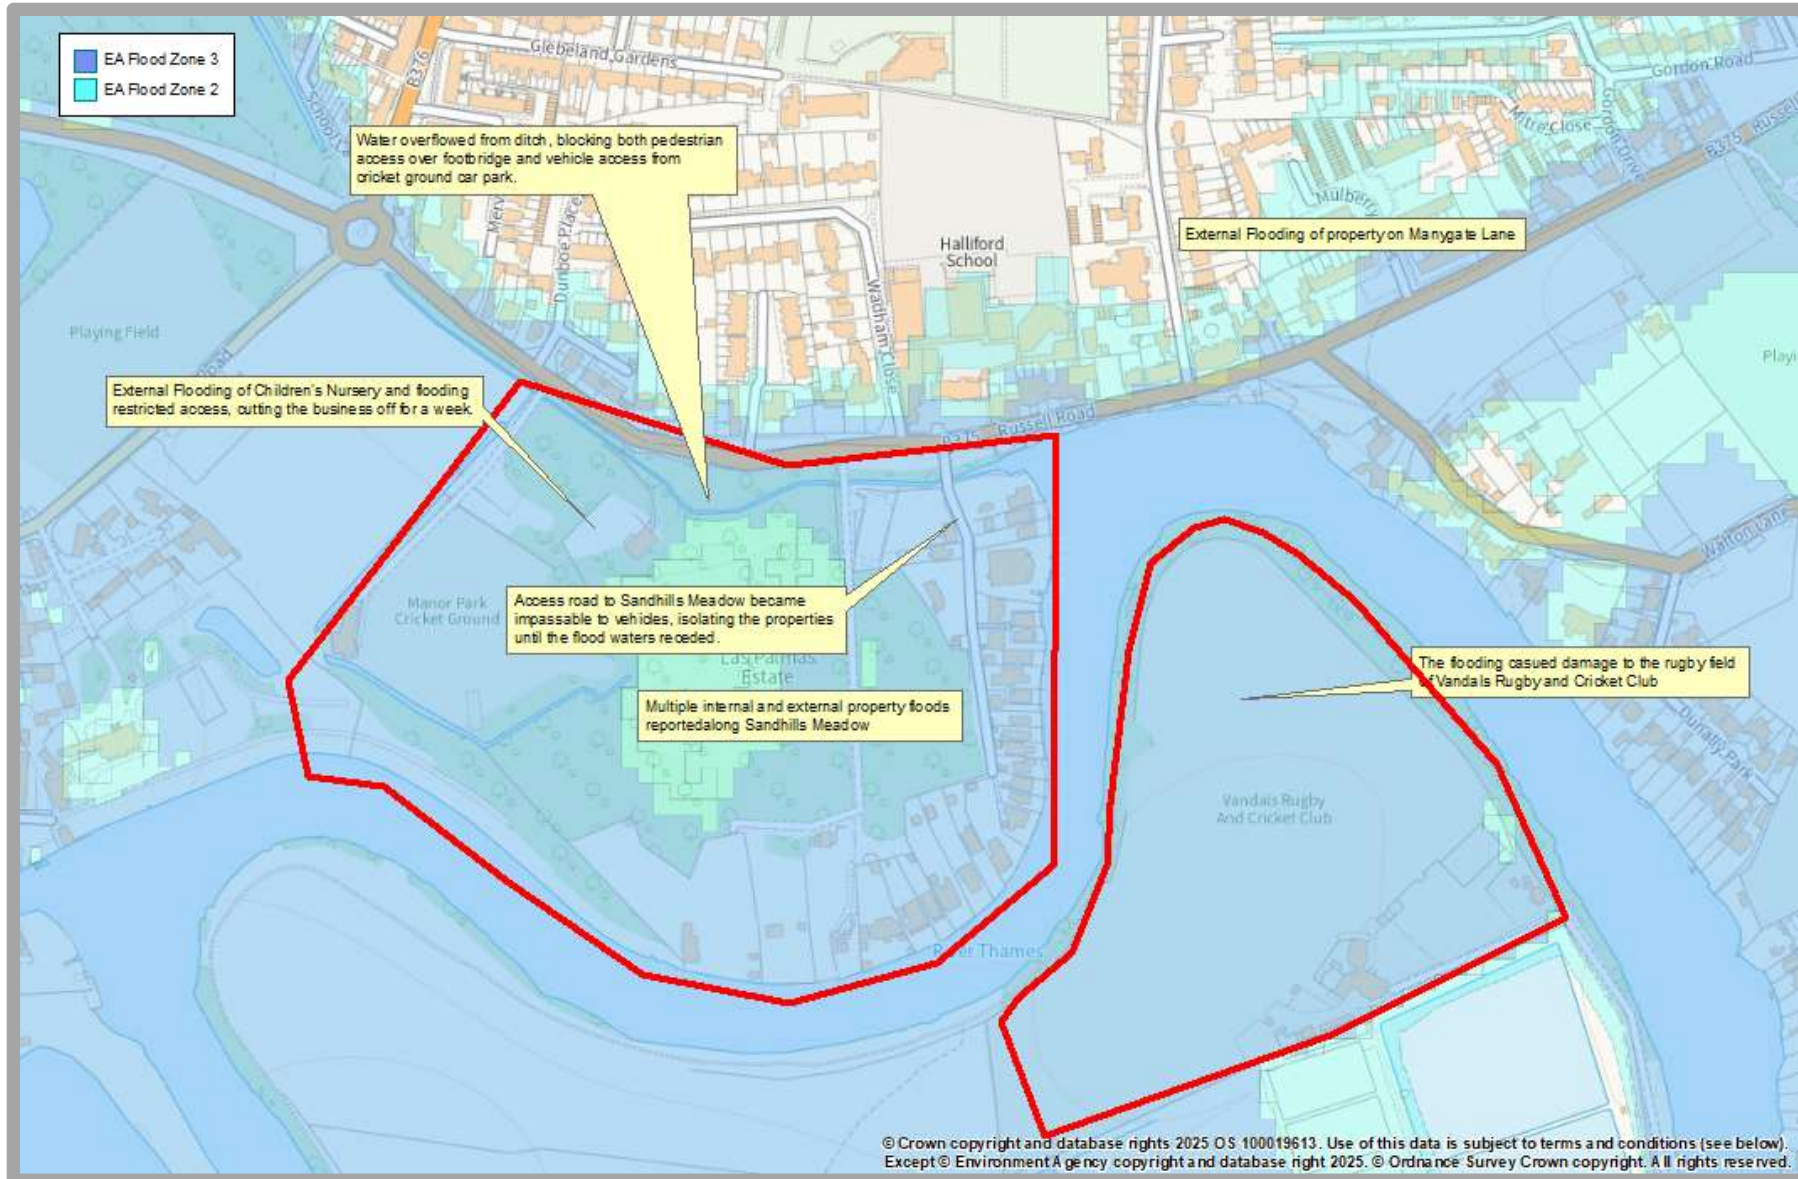 EA Flood Zone 3
EA Flood Zone 2
B376
Glebeland Gardens
Gordon Road
Gordon Drive
Mitre Close
B375 Russell
Water overflowed from ditch, blocking both pedestrian
access over footbridge and vehicle access from
cricket ground car park.
Dunboe Place
Mulberry
External Flooding of property on Manygate Lane
Halliford
School
Wadham Close
Playing Field
External Flooding of Children's Nursery and flooding
restricted access, cutting the business off for a week.
B375 Russell Road
Walton Lane
Manor Park
Cricket Ground
Access road to Sandhills Meadow became
impassable to vehicles, isolating the properties
until the flood waters receded.
Las Palmas
Estate
The flooding casued damage to the rugby field
of Vandals Rugby and Cricket Club
Multiple internal and external property floods
reportedalong Sandhills Meadow
Dunally Park
Vandals Rugby
And Cricket Club
River Thames
© Crown copyright and database rights 2025 OS 100019613. Use of this data is subject to terms and conditions (see below).
Except © Environment Agency copyright and database right 2025. © Ordnance Survey Crown copyright. All rights reserved.